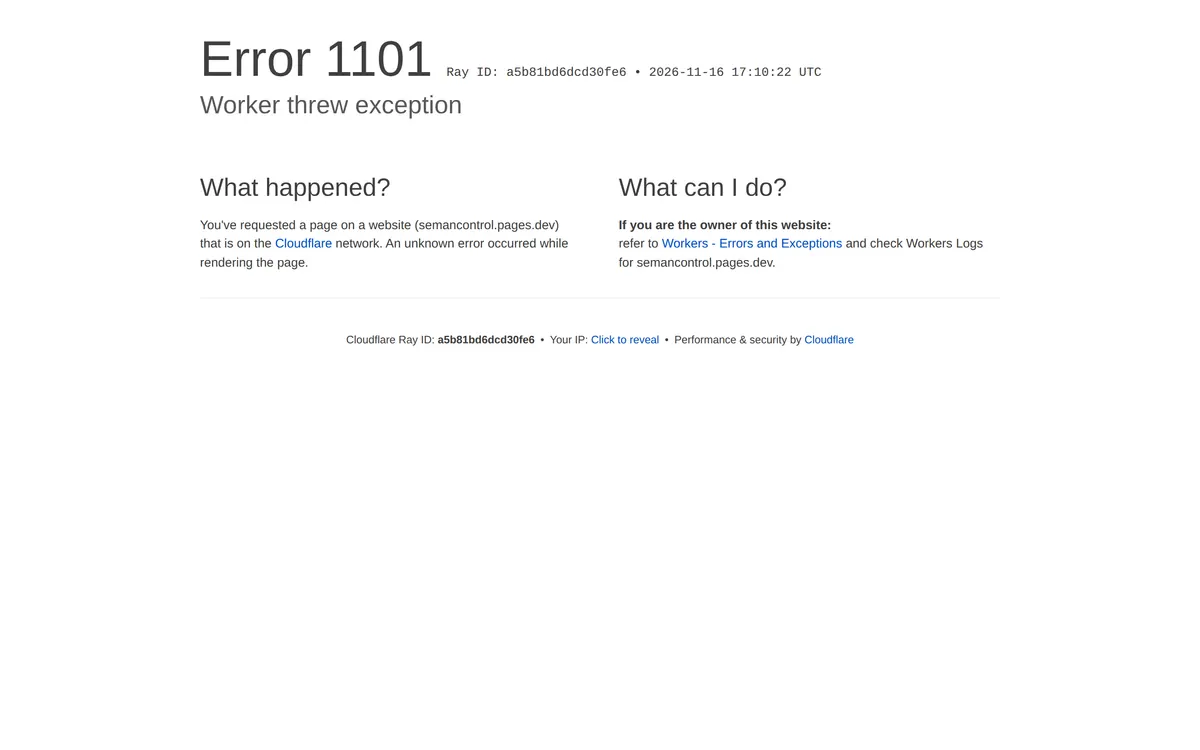 Error 1101 Ray ID: a5b81bd6dcd30fe6 • 2026-11-16 17:10:22 UTC
Worker threw exception
What happened?
You've requested a page on a website (semancontrol.pages.dev)
that is on the Cloudflare network. An unknown error occurred while
rendering the page.
What can I do?
If you are the owner of this website:
refer to Workers - Errors and Exceptions and check Workers Logs
for semancontrol.pages.dev.
Cloudflare Ray ID: a5b81bd6dcd30fe6 • Your IP: Click to reveal • Performance & security by Cloudflare